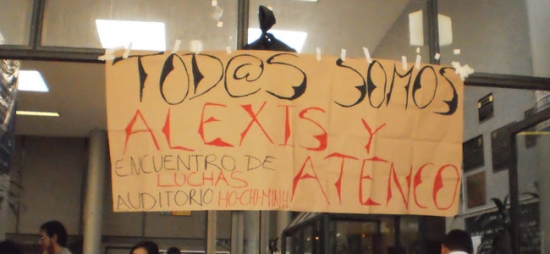 TOD@S SOMOS
ALEXIS Y
ATENCO
ENCUENTRO DE
LUCHAS
AUDITORIO HO-CHI-MINH